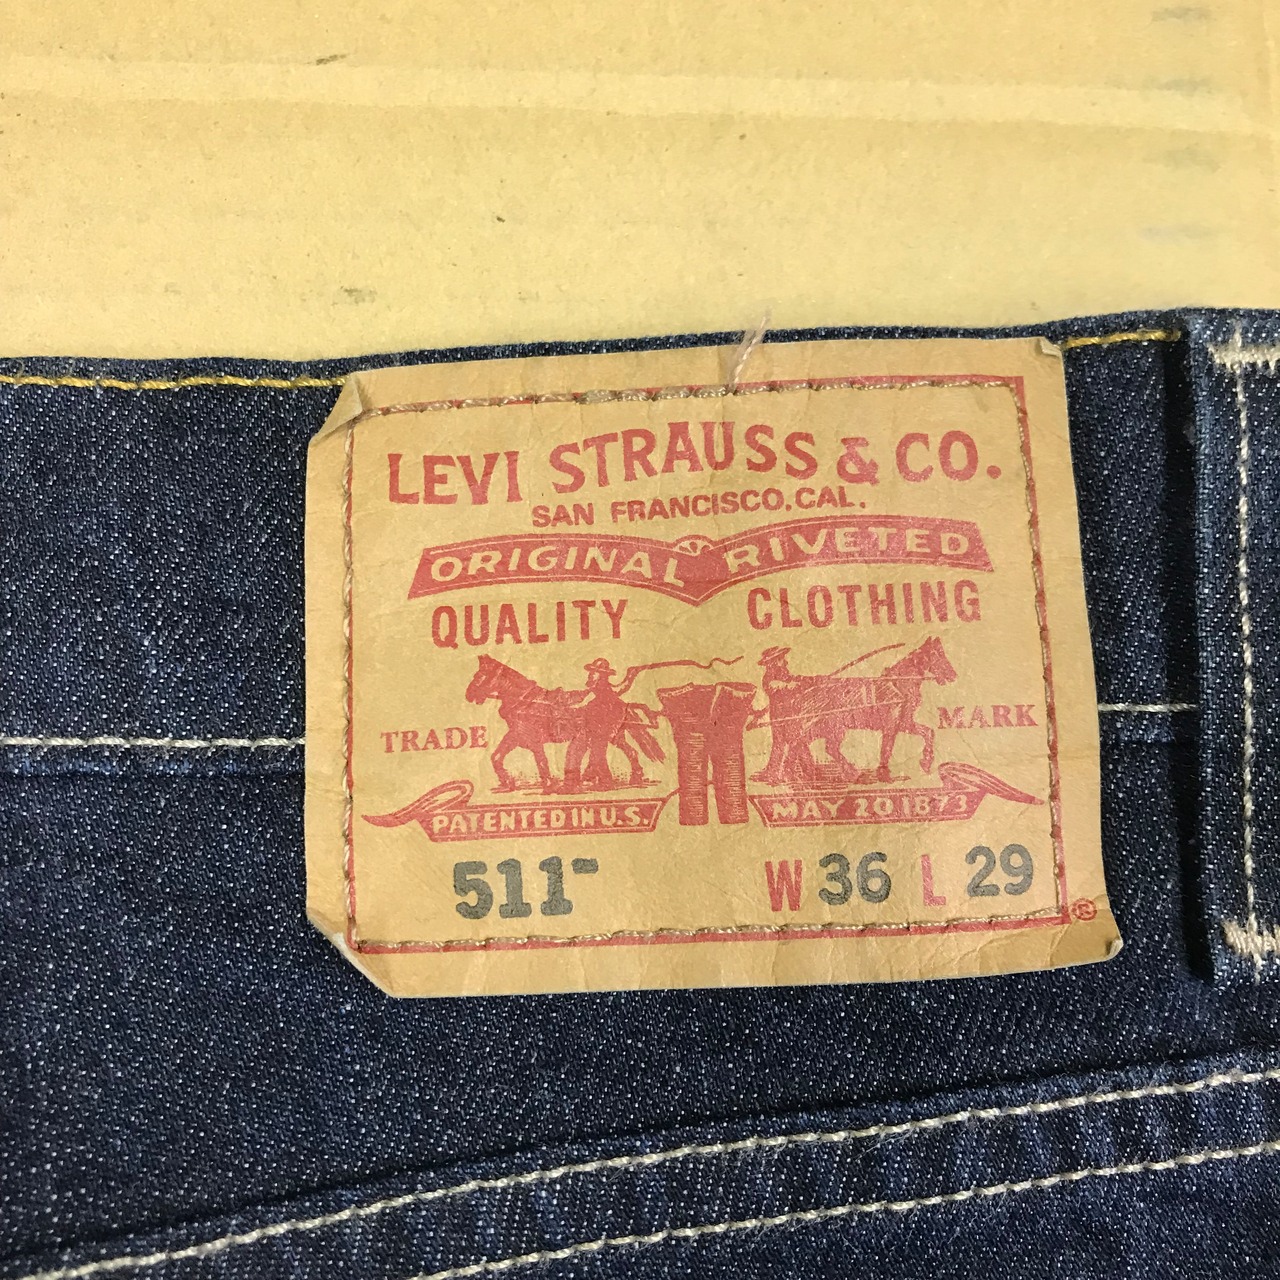 LEVI STRAUSS & CO.
SAN FRANCISCO, CAL.
ORIGINAL RIVETED
QUALITY CLOTHING
TRADE MARK
PATENTED IN U.S. MAY 20 1873
511™ W 36 L 29
®